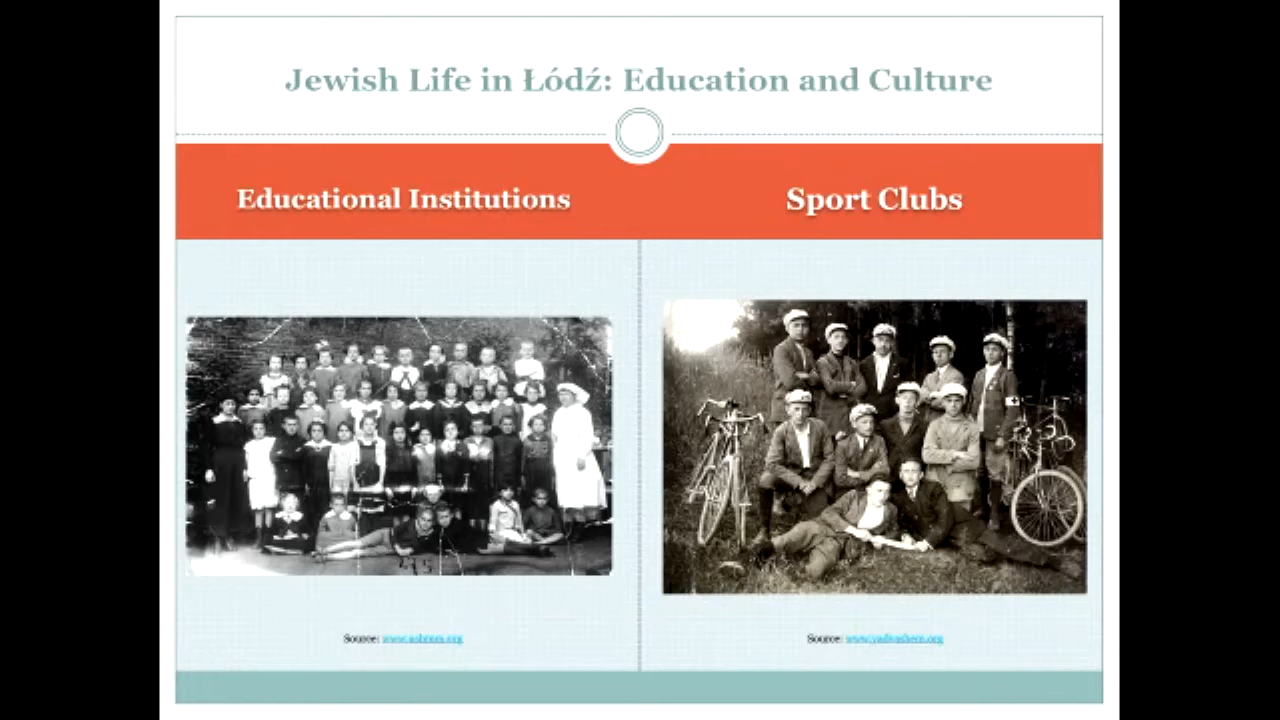 Jewish Life in Łódź: Education and Culture
Educational Institutions
Sport Clubs
Source: www.ushmm.org
Source: www.yadvashem.org